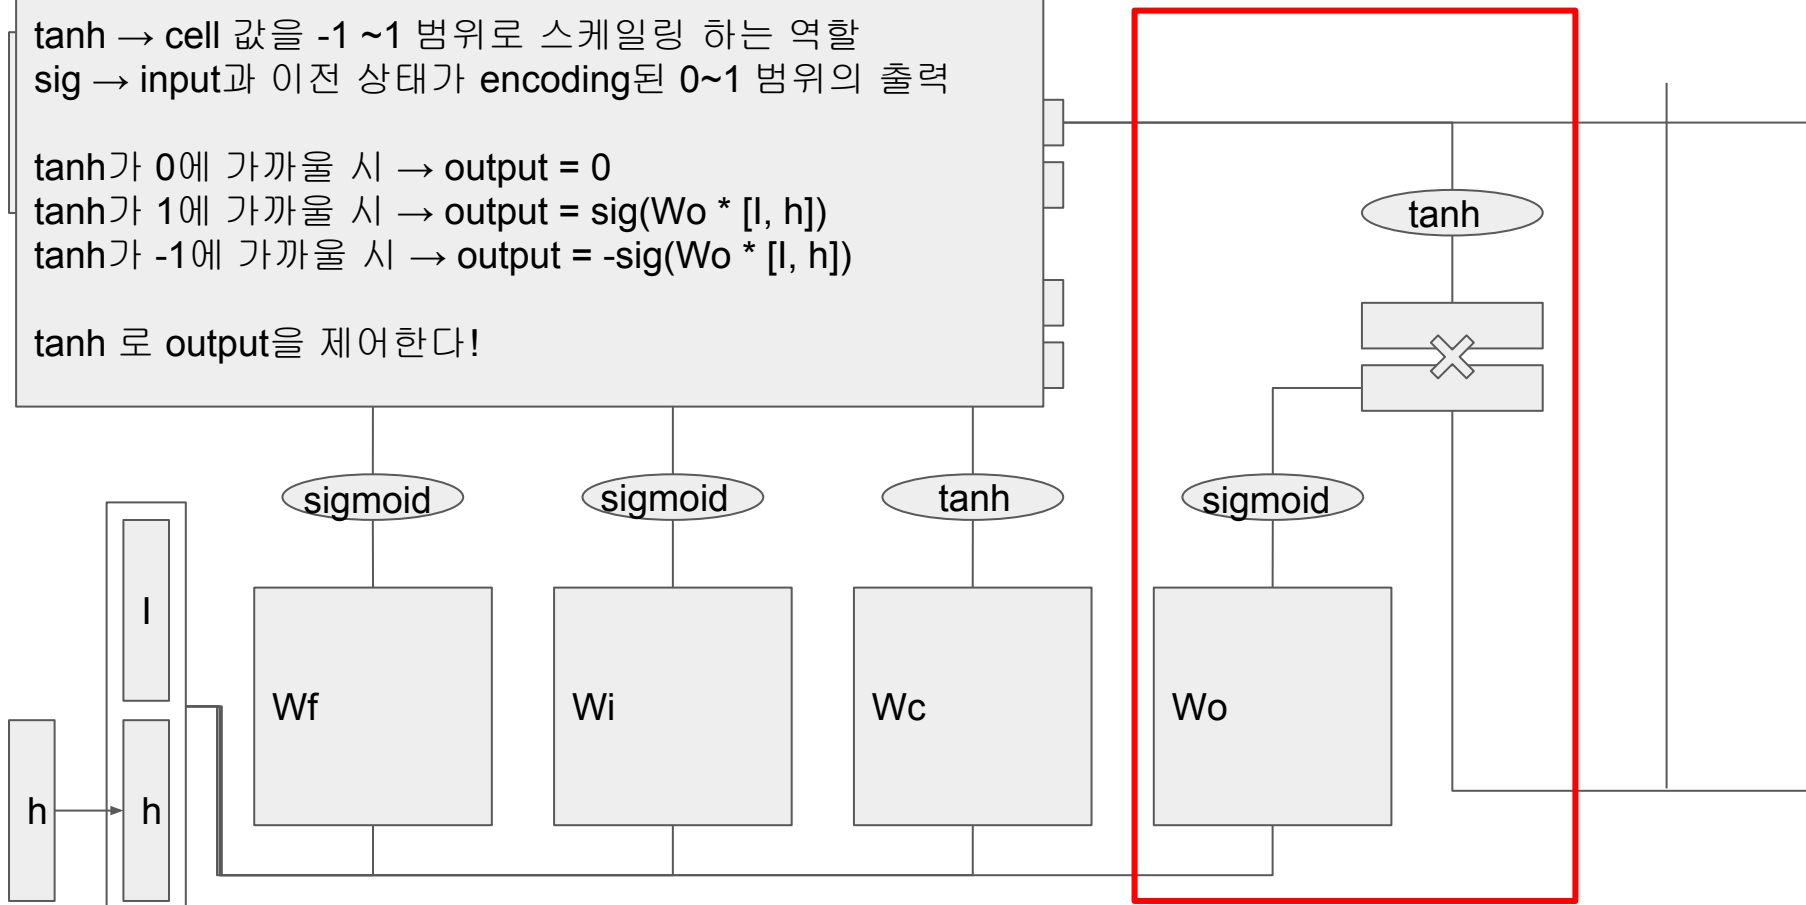 tanh → cell 값을 -1 ~1 범위로 스케일링 하는 역할
sig → input과 이전 상태가 encoding된 0~1 범위의 출력
tanh가 0에 가까울 시 → output = 0
tanh가 1에 가까울 시 → output = sig(Wo * [I, h])
tanh가 -1에 가까울 시 → output = -sig(Wo * [I, h])
tanh 로 output을 제어한다!
tanh
sigmoid
sigmoid
tanh
sigmoid
I
Wf
Wi
Wc
Wo
h
h